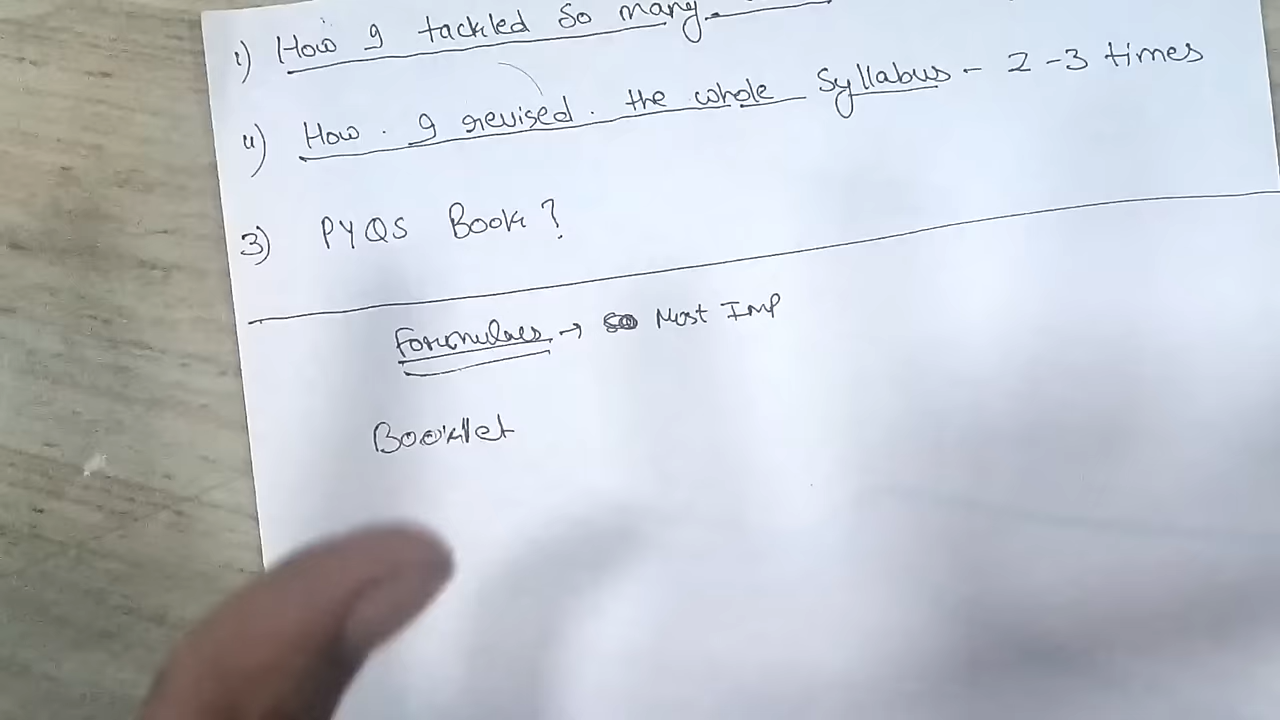 1) How I tackled So many
4) How. I revised. the whole Syllabus - 2-3 times
3) PYQS Book?
Formulaes → Most Imp
Booklet